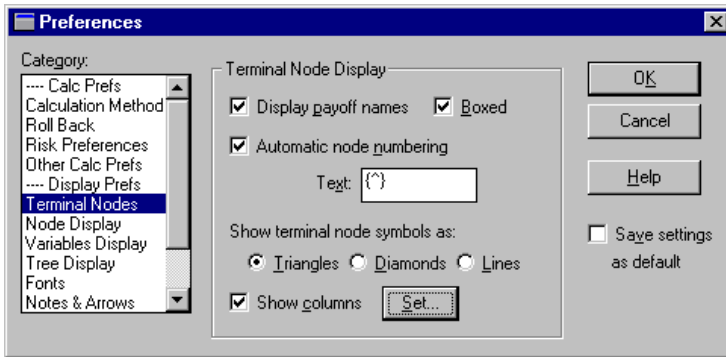 Preferences
Category:
---- Calc Prefs
Calculation Method
Roll Back
Risk Preferences
Other Calc Prefs
---- Display Prefs
Terminal Nodes
Node Display
Variables Display
Tree Display
Fonts
Notes & Arrows
Terminal Node Display
Display payoff names Boxed
Automatic node numbering
Text: {^}
Show terminal node symbols as:
Triangles Diamonds Lines
Show columns Set...
OK
Cancel
Help
Save settings
as default